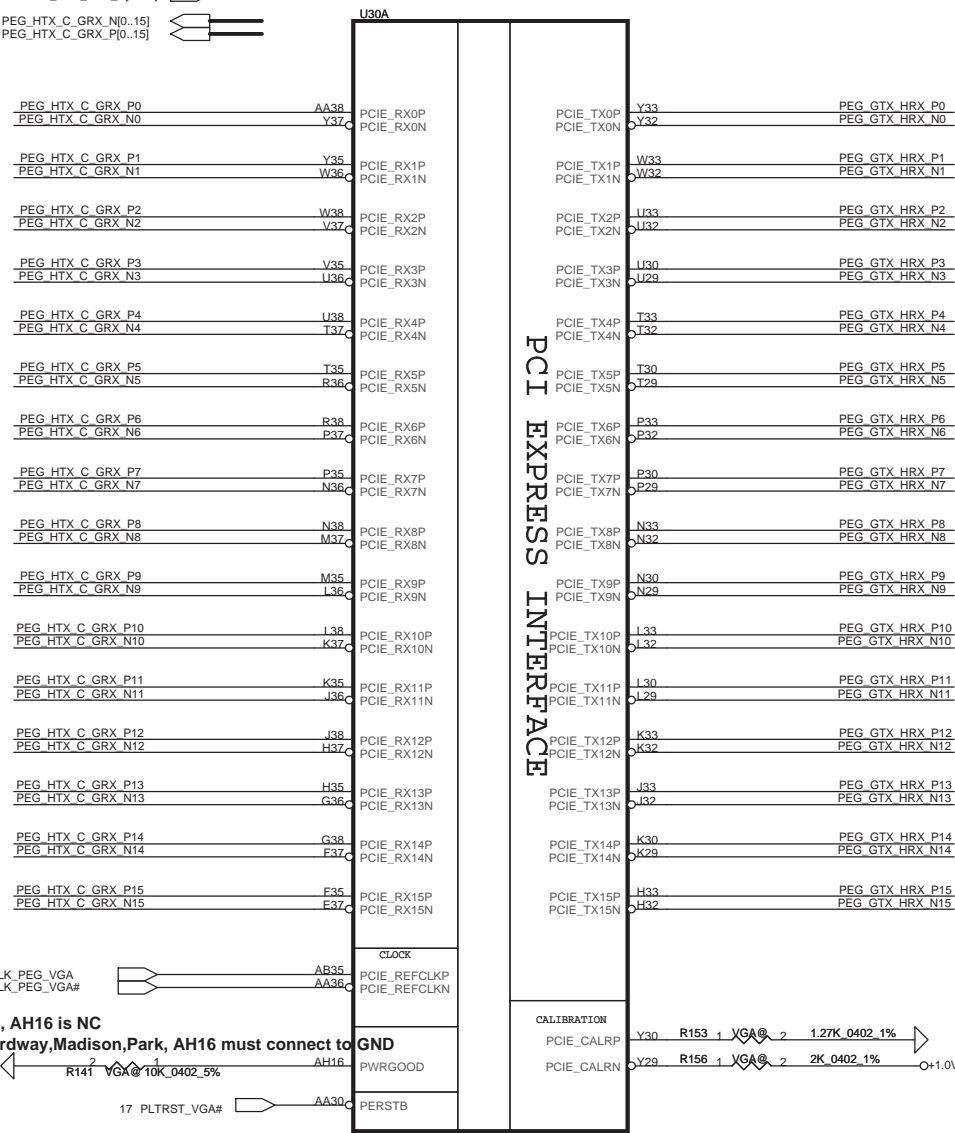 U30A
PEG_HTX_C_GRX_N[0..15]
PEG_HTX_C_GRX_P[0..15]
PEG_HTX_C_GRX_P0 AA38 PCIE_RX0P PCIE_TX0P Y33 PEG_GTX_HRX_P0
PEG_HTX_C_GRX_N0 Y37 PCIE_RX0N PCIE_TX0N Y32 PEG_GTX_HRX_N0
PEG_HTX_C_GRX_P1 Y35 PCIE_RX1P PCIE_TX1P W33 PEG_GTX_HRX_P1
PEG_HTX_C_GRX_N1 W36 PCIE_RX1N PCIE_TX1N W32 PEG_GTX_HRX_N1
PEG_HTX_C_GRX_P2 W38 PCIE_RX2P PCIE_TX2P U33 PEG_GTX_HRX_P2
PEG_HTX_C_GRX_N2 V37 PCIE_RX2N PCIE_TX2N U32 PEG_GTX_HRX_N2
PEG_HTX_C_GRX_P3 V35 PCIE_RX3P PCIE_TX3P U30 PEG_GTX_HRX_P3
PEG_HTX_C_GRX_N3 U36 PCIE_RX3N PCIE_TX3N U29 PEG_GTX_HRX_N3
PEG_HTX_C_GRX_P4 U38 PCIE_RX4P PCIE_TX4P T33 PEG_GTX_HRX_P4
PEG_HTX_C_GRX_N4 T37 PCIE_RX4N PCIE_TX4N T32 PEG_GTX_HRX_N4
PEG_HTX_C_GRX_P5 T35 PCIE_RX5P PCIE_TX5P T30 PEG_GTX_HRX_P5
PEG_HTX_C_GRX_N5 R36 PCIE_RX5N PCIE_TX5N T29 PEG_GTX_HRX_N5
PEG_HTX_C_GRX_P6 R38 PCIE_RX6P PCIE_TX6P P33 PEG_GTX_HRX_P6
PEG_HTX_C_GRX_N6 P37 PCIE_RX6N PCIE_TX6N P32 PEG_GTX_HRX_N6
PEG_HTX_C_GRX_P7 P35 PCIE_RX7P PCIE_TX7P P30 PEG_GTX_HRX_P7
PEG_HTX_C_GRX_N7 N36 PCIE_RX7N PCIE_TX7N P29 PEG_GTX_HRX_N7
PEG_HTX_C_GRX_P8 N38 PCIE_RX8P PCIE_TX8P N33 PEG_GTX_HRX_P8
PEG_HTX_C_GRX_N8 M37 PCIE_RX8N PCIE_TX8N N32 PEG_GTX_HRX_N8
PEG_HTX_C_GRX_P9 M35 PCIE_RX9P PCIE_TX9P N30 PEG_GTX_HRX_P9
PEG_HTX_C_GRX_N9 L36 PCIE_RX9N PCIE_TX9N N29 PEG_GTX_HRX_N9
PEG_HTX_C_GRX_P10 L38 PCIE_RX10P PCIE_TX10P L33 PEG_GTX_HRX_P10
PEG_HTX_C_GRX_N10 K37 PCIE_RX10N PCIE_TX10N L32 PEG_GTX_HRX_N10
PEG_HTX_C_GRX_P11 K35 PCIE_RX11P PCIE_TX11P L30 PEG_GTX_HRX_P11
PEG_HTX_C_GRX_N11 J36 PCIE_RX11N PCIE_TX11N L29 PEG_GTX_HRX_N11
PEG_HTX_C_GRX_P12 J38 PCIE_RX12P PCIE_TX12P K33 PEG_GTX_HRX_P12
PEG_HTX_C_GRX_N12 H37 PCIE_RX12N PCIE_TX12N K32 PEG_GTX_HRX_N12
PEG_HTX_C_GRX_P13 H35 PCIE_RX13P PCIE_TX13P J33 PEG_GTX_HRX_P13
PEG_HTX_C_GRX_N13 G36 PCIE_RX13N PCIE_TX13N J32 PEG_GTX_HRX_N13
PEG_HTX_C_GRX_P14 G38 PCIE_RX14P PCIE_TX14P K30 PEG_GTX_HRX_P14
PEG_HTX_C_GRX_N14 F37 PCIE_RX14N PCIE_TX14N K29 PEG_GTX_HRX_N14
PEG_HTX_C_GRX_P15 F35 PCIE_RX15P PCIE_TX15P H33 PEG_GTX_HRX_P15
PEG_HTX_C_GRX_N15 E37 PCIE_RX15N PCIE_TX15N H32 PEG_GTX_HRX_N15
PCI EXPRESS INTERFACE
CLOCK
LK_PEG_VGA AB35 PCIE_REFCLKP
LK_PEG_VGA# AA36 PCIE_REFCLKN
, AH16 is NC
rdway,Madison,Park, AH16 must connect to GND
CALIBRATION
PCIE_CALRP Y30 R153 1 VGA@ 2 1.27K_0402_1%
PCIE_CALRN Y29 R156 1 VGA@ 2 2K_0402_1% +1.0V
2 1 AH16 PWRGOOD
R141 VGA@ 10K_0402_5%
17 PLTRST_VGA# AA30 PERSTB